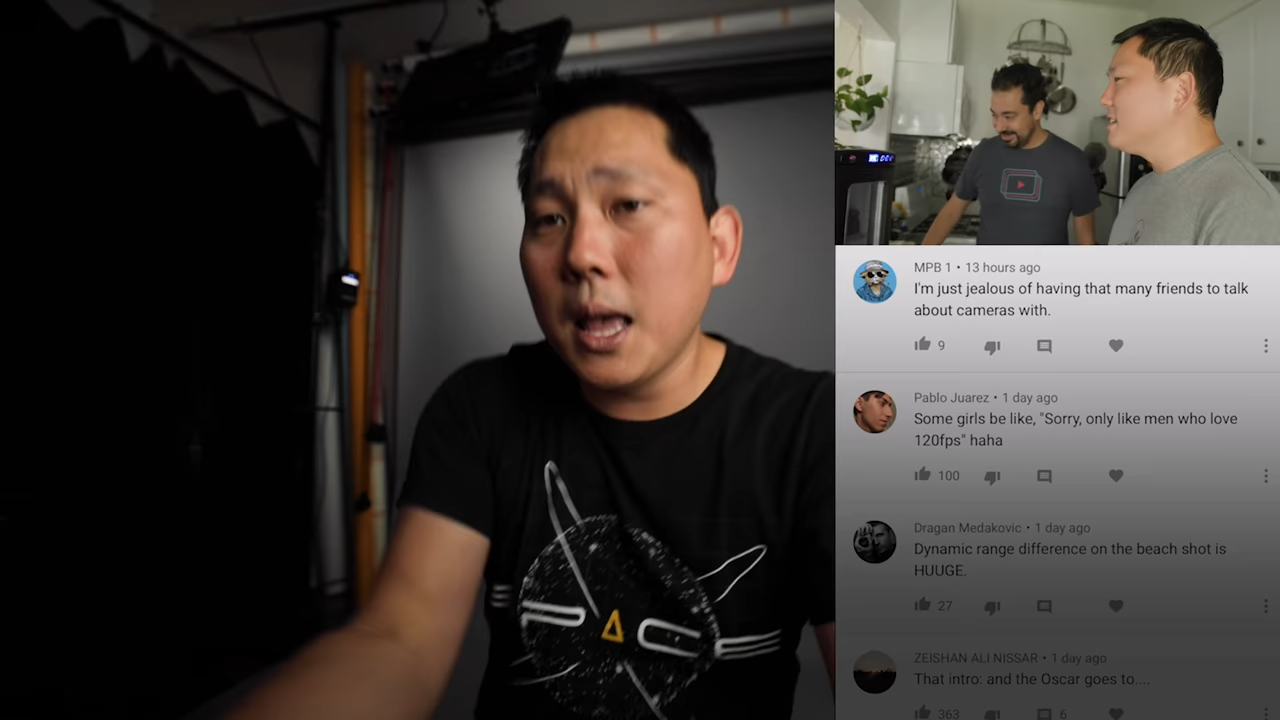 MPB 1 • 13 hours ago
I'm just jealous of having that many friends to talk
about cameras with.
9
Pablo Juarez • 1 day ago
Some girls be like, "Sorry, only like men who love
120fps" haha
100
Dragan Medakovic • 1 day ago
Dynamic range difference on the beach shot is
HUUGE.
27
ZEISHAN ALI NISSAR • 1 day ago
That intro: and the Oscar goes to....
363 6